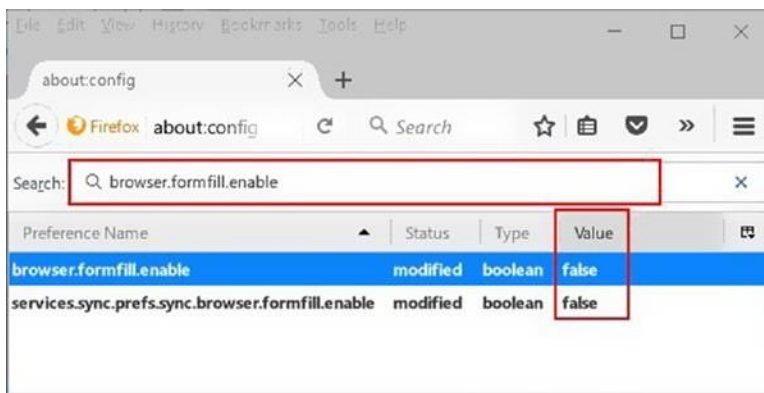 File Edit View History Bookmarks Tools Help
about:config
Firefox about:config Search
Search: browser.formfill.enable
Preference Name Status Type Value
browser.formfill.enable modified boolean false
services.sync.prefs.sync.browser.formfill.enable modified boolean false